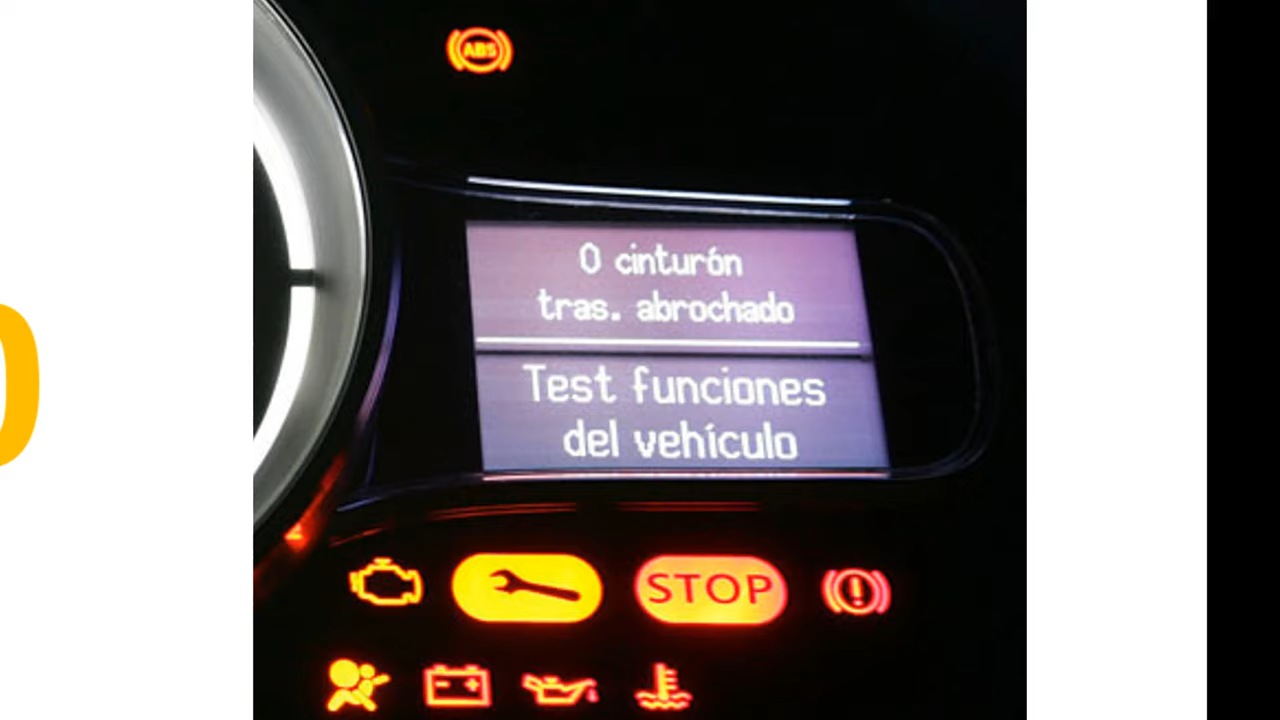 ABS
0 cinturón
tras. abrochado
Test funciones
del vehículo
STOP